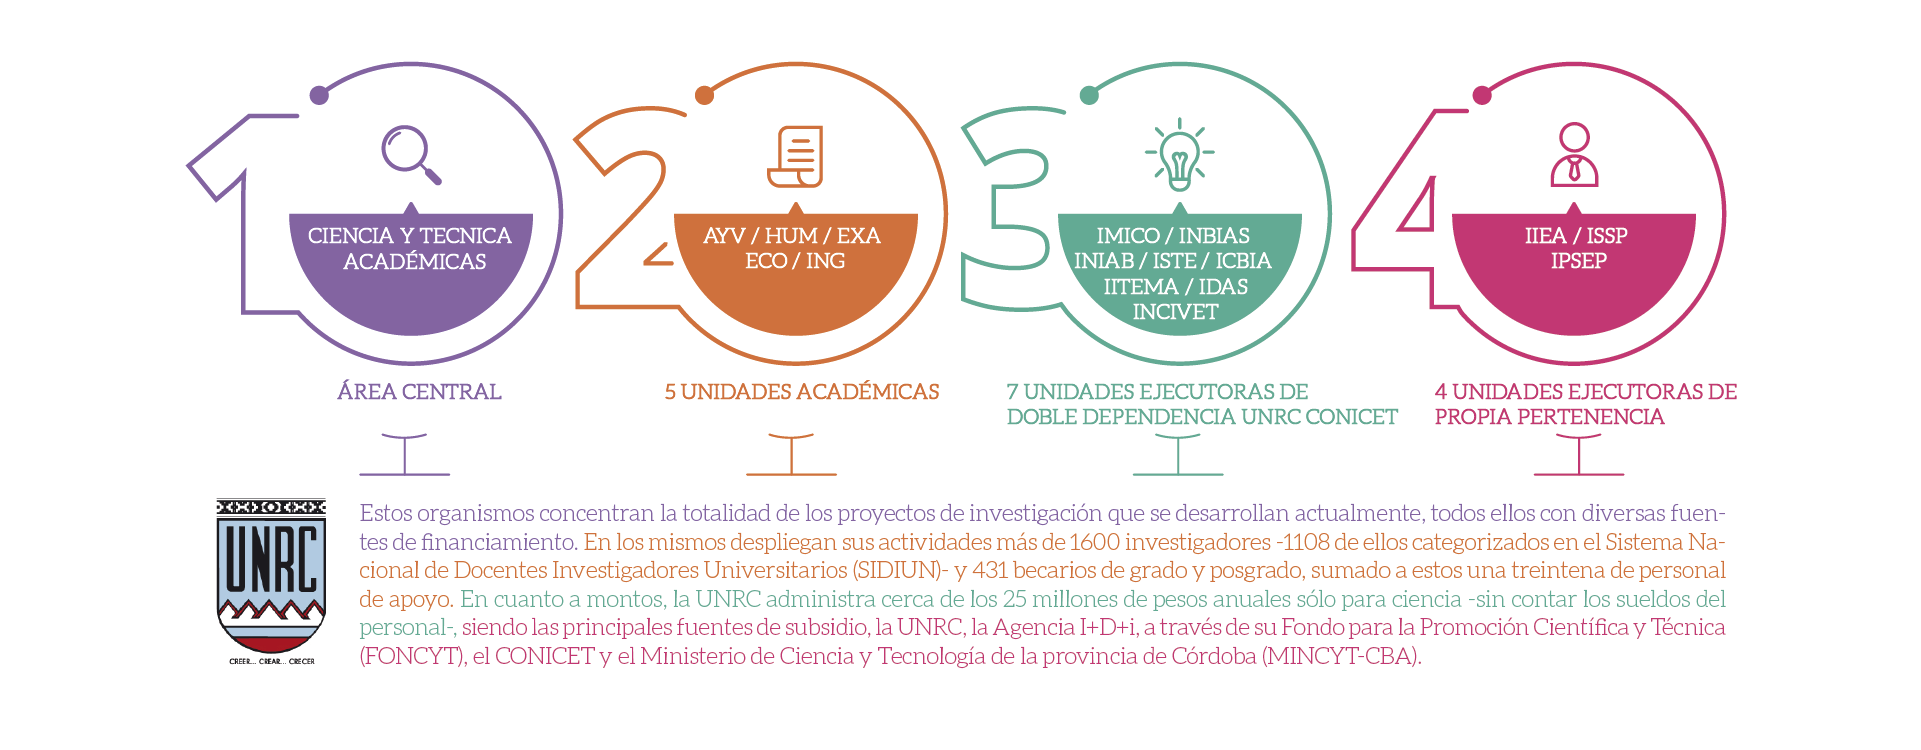 1
CIENCIA Y TECNICA
ACADÉMICAS
ÁREA CENTRAL
2
AYV / HUM / EXA
ECO / ING
5 UNIDADES ACADÉMICAS
3
IMICO / INBIAS
INIAB / ISTE / ICBIA
IITEMA / IDAS
INCIVET
7 UNIDADES EJECUTORAS DE
DOBLE DEPENDENCIA UNRC CONICET
4
IIEA / ISSP
IPSEP
4 UNIDADES EJECUTORAS DE
PROPIA PERTENENCIA
UNRC
CREER... CREAR... CRECER
Estos organismos concentran la totalidad de los proyectos de investigación que se desarrollan actualmente, todos ellos con diversas fuen-
tes de financiamiento. En los mismos despliegan sus actividades más de 1600 investigadores -1108 de ellos categorizados en el Sistema Na-
cional de Docentes Investigadores Universitarios (SIDIUN)- y 431 becarios de grado y posgrado, sumado a estos una treintena de personal
de apoyo. En cuanto a montos, la UNRC administra cerca de los 25 millones de pesos anuales sólo para ciencia -sin contar los sueldos del
personal-, siendo las principales fuentes de subsidio, la UNRC, la Agencia I+D+i, a través de su Fondo para la Promoción Científica y Técnica
(FONCYT), el CONICET y el Ministerio de Ciencia y Tecnología de la provincia de Córdoba (MINCYT-CBA).